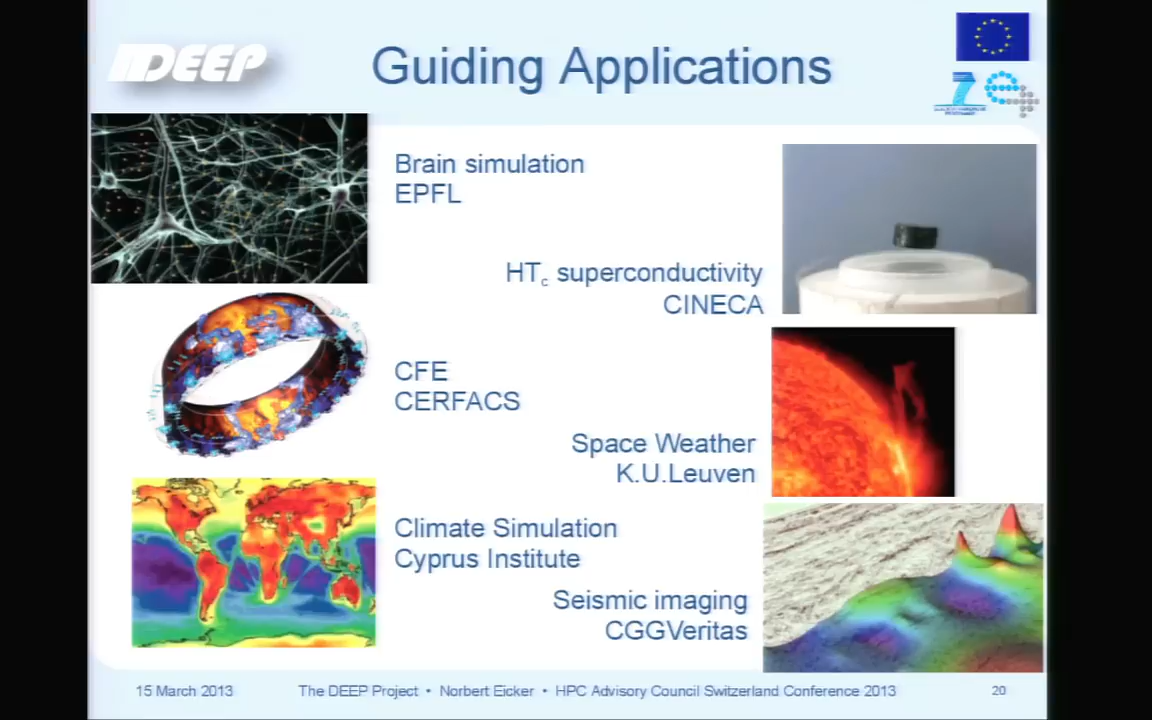 DEEP
Guiding Applications
Brain simulation
EPFL
HTc superconductivity
CINECA
CFE
CERFACS
Space Weather
K.U.Leuven
Climate Simulation
Cyprus Institute
Seismic imaging
CGGVeritas
15 March 2013
The DEEP Project • Norbert Eicker • HPC Advisory Council Switzerland Conference 2013
20